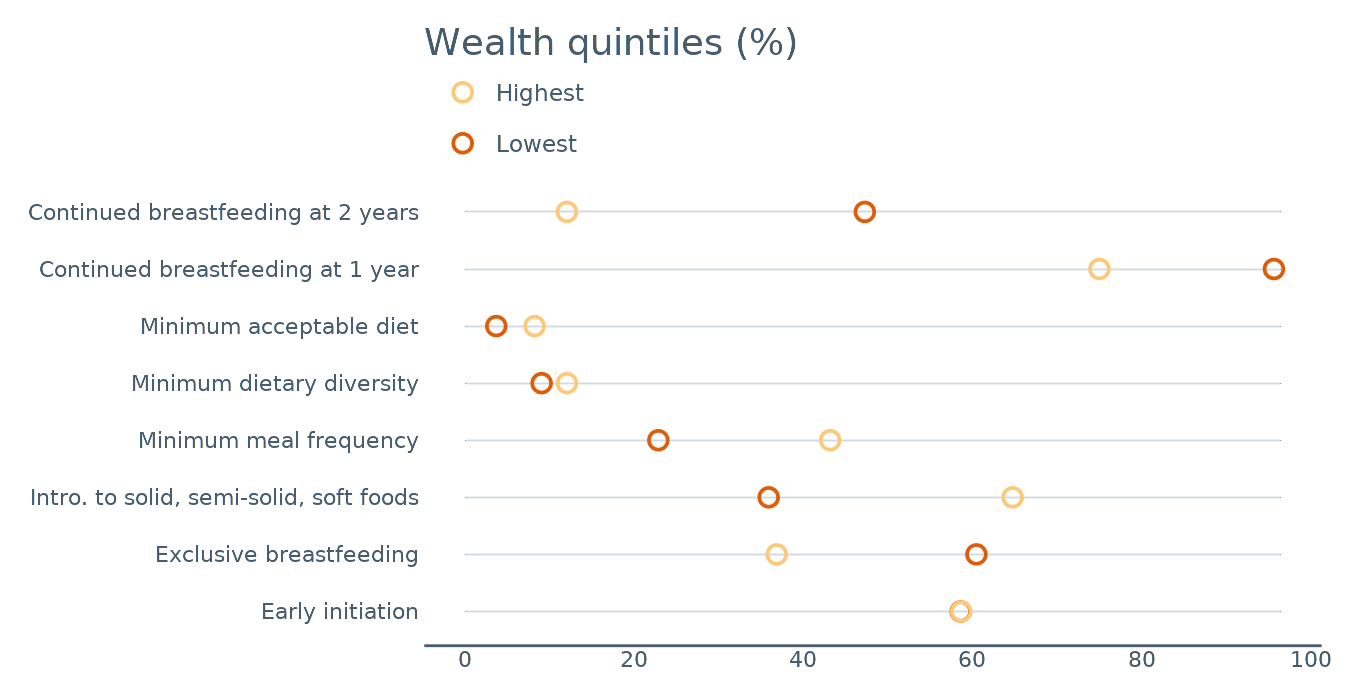 Wealth quintiles (%)
Highest
Lowest
Continued breastfeeding at 2 years
Continued breastfeeding at 1 year
Minimum acceptable diet
Minimum dietary diversity
Minimum meal frequency
Intro. to solid, semi-solid, soft foods
Exclusive breastfeeding
Early initiation
0 20 40 60 80 100